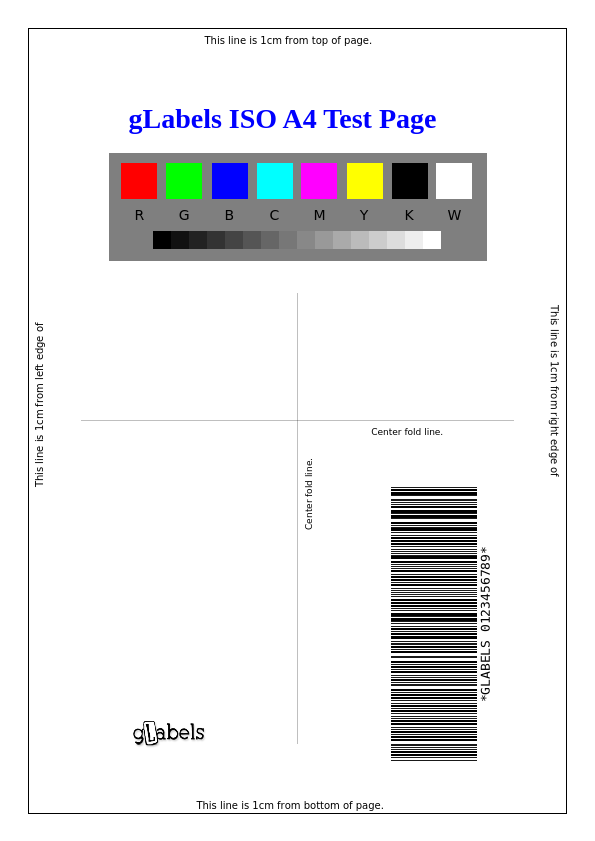 This line is 1cm from top of page.
gLabels ISO A4 Test Page
R G B C M Y K W
This line is 1cm from left edge of
This line is 1cm from right edge of
Center fold line.
Center fold line.
*GLABELS 0123456789*
gLabels
This line is 1cm from bottom of page.